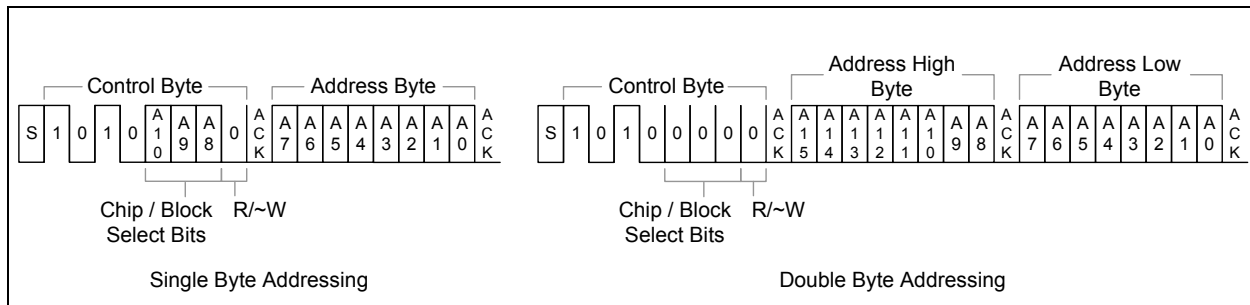 Control Byte Address Byte
S 1 0 1 0 A10 A9 A8 0 ACK A7 A6 A5 A4 A3 A2 A1 A0 ACK
Chip / Block R/~W
Select Bits
Single Byte Addressing
Control Byte Address High Byte Address Low Byte
S 1 0 1 0 0 0 0 0 ACK A15 A14 A13 A12 A11 A10 A9 A8 ACK A7 A6 A5 A4 A3 A2 A1 A0 ACK
Chip / Block R/~W
Select Bits
Double Byte Addressing